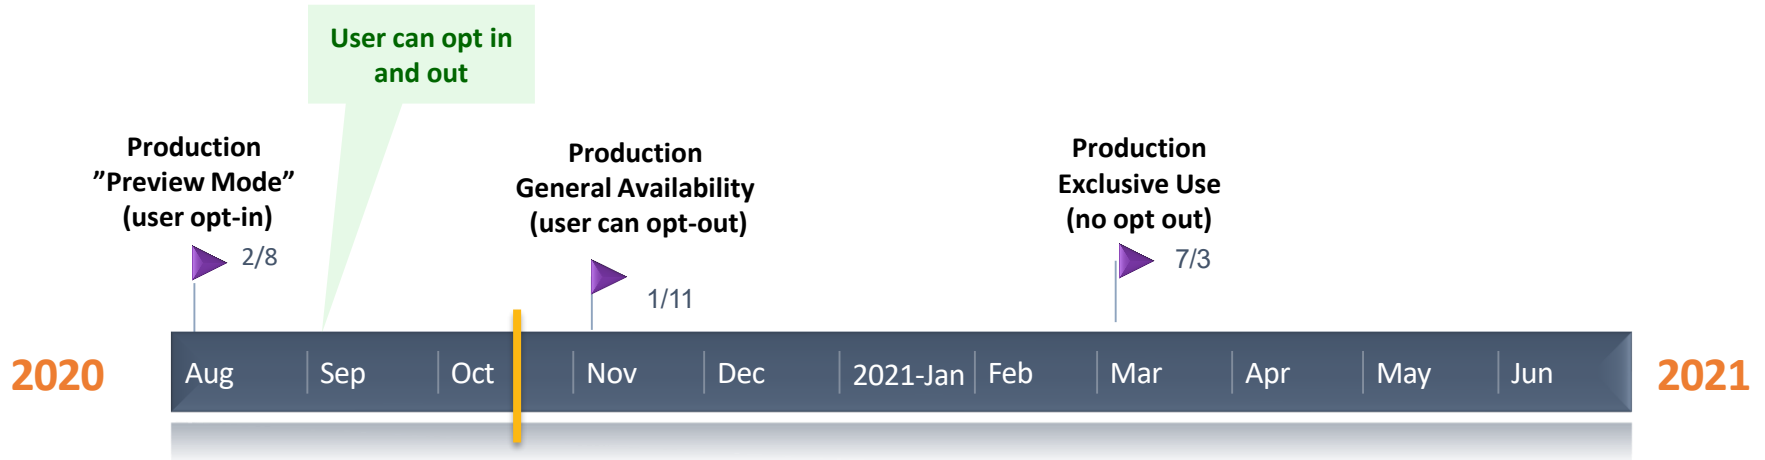 User can opt in
and out
Production
”Preview Mode”
(user opt-in)
2/8
Production
General Availability
(user can opt-out)
1/11
Production
Exclusive Use
(no opt out)
7/3
2020
Aug
Sep
Oct
Nov
Dec
2021-Jan
Feb
Mar
Apr
May
Jun
2021